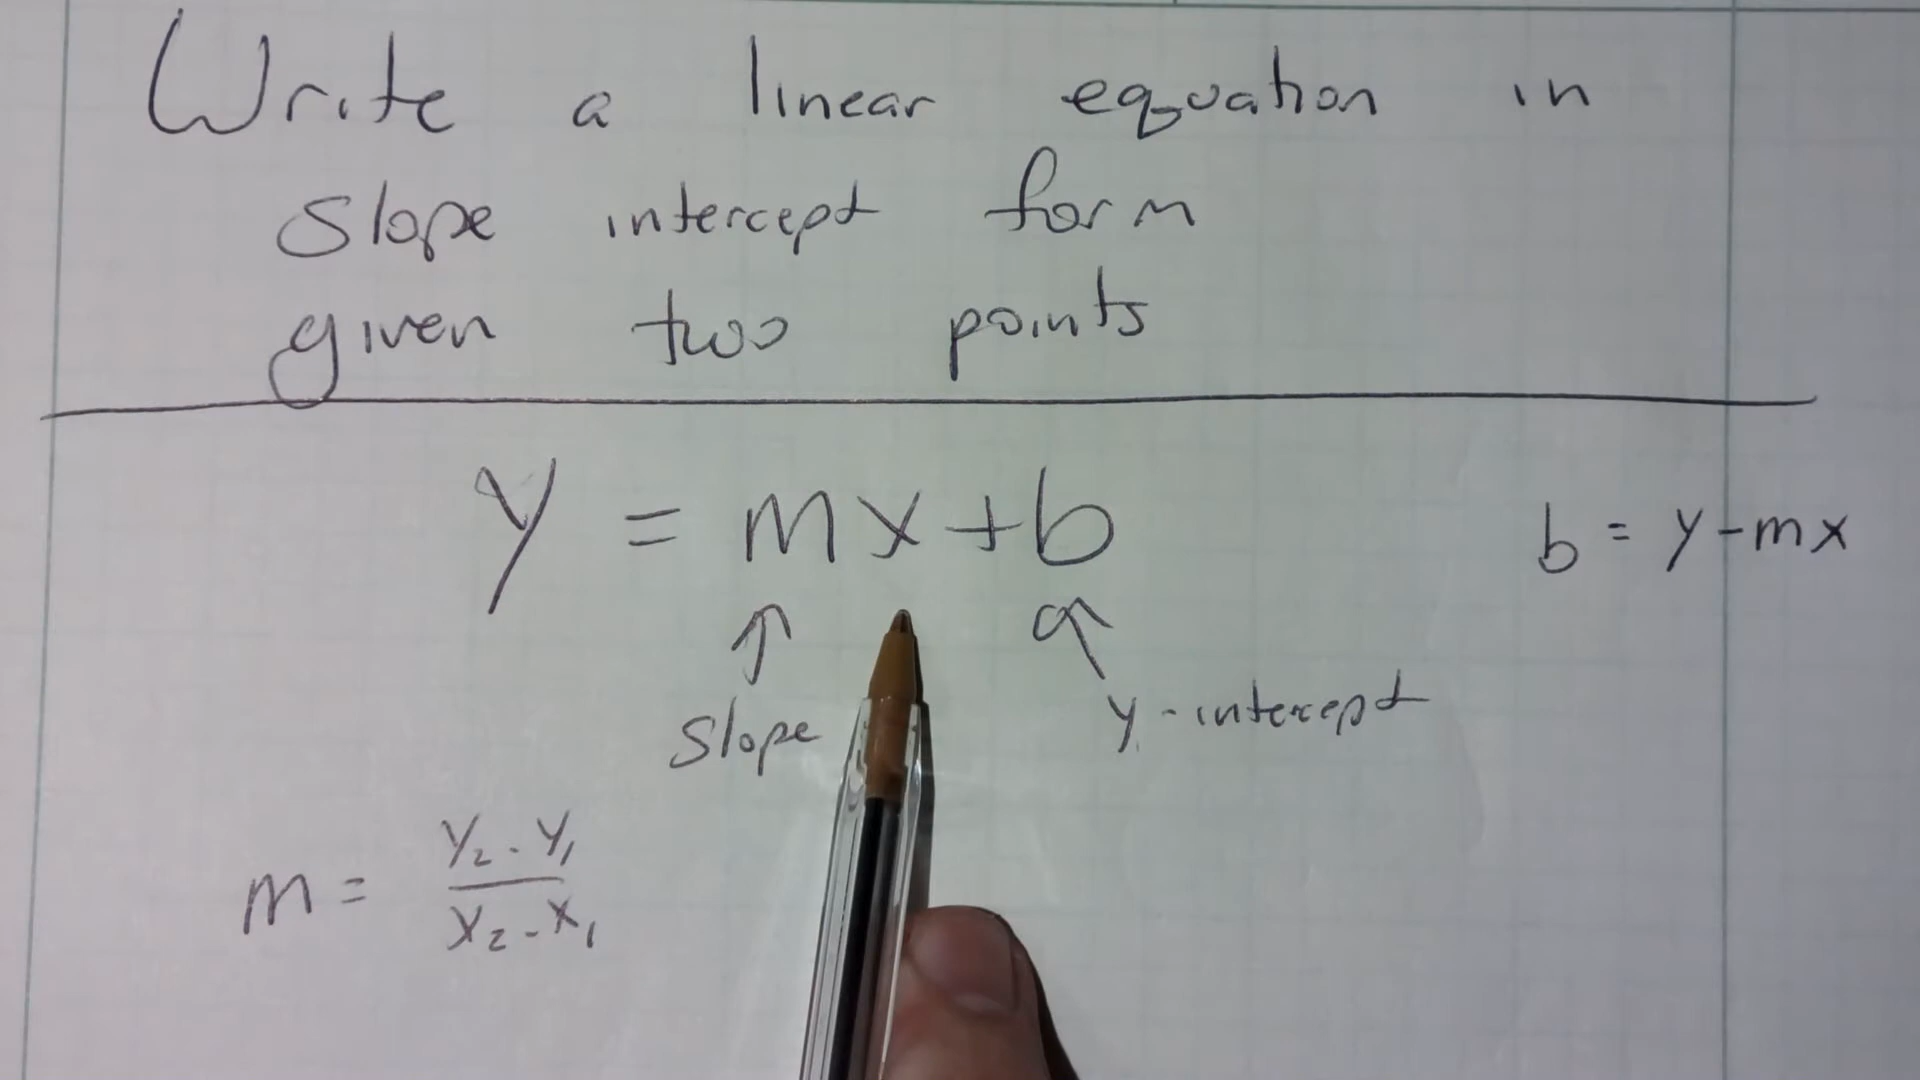 Write a linear equation in
slope intercept form
given two points
y = mx+b
b = y-mx
slope
y-intercept
m = y₂-y₁
x₂-x₁